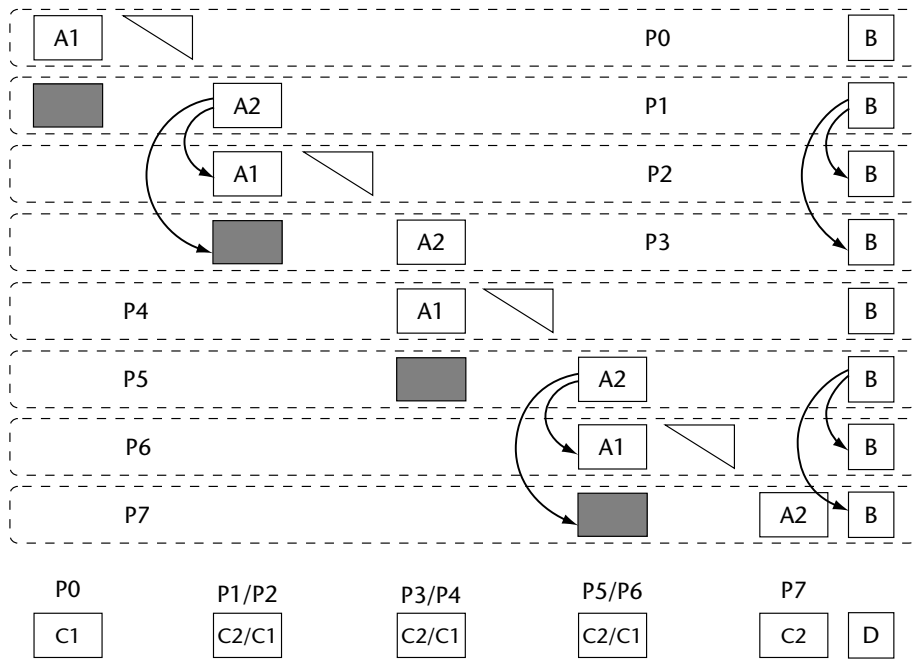 A1 P0 B
A2 P1 B
A1 P2 B
A2 P3 B
P4 A1 B
P5 A2 B
P6 A1 B
P7 A2 B
P0 P1/P2 P3/P4 P5/P6 P7
C1 C2/C1 C2/C1 C2/C1 C2 D